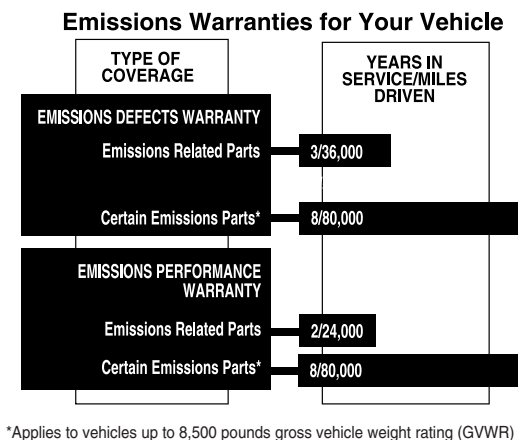 Emissions Warranties for Your Vehicle
TYPE OF
COVERAGE
YEARS IN
SERVICE/MILES
DRIVEN
EMISSIONS DEFECTS WARRANTY
Emissions Related Parts
3/36,000
Certain Emissions Parts*
8/80,000
EMISSIONS PERFORMANCE
WARRANTY
Emissions Related Parts
2/24,000
Certain Emissions Parts*
8/80,000
*Applies to vehicles up to 8,500 pounds gross vehicle weight rating (GVWR)